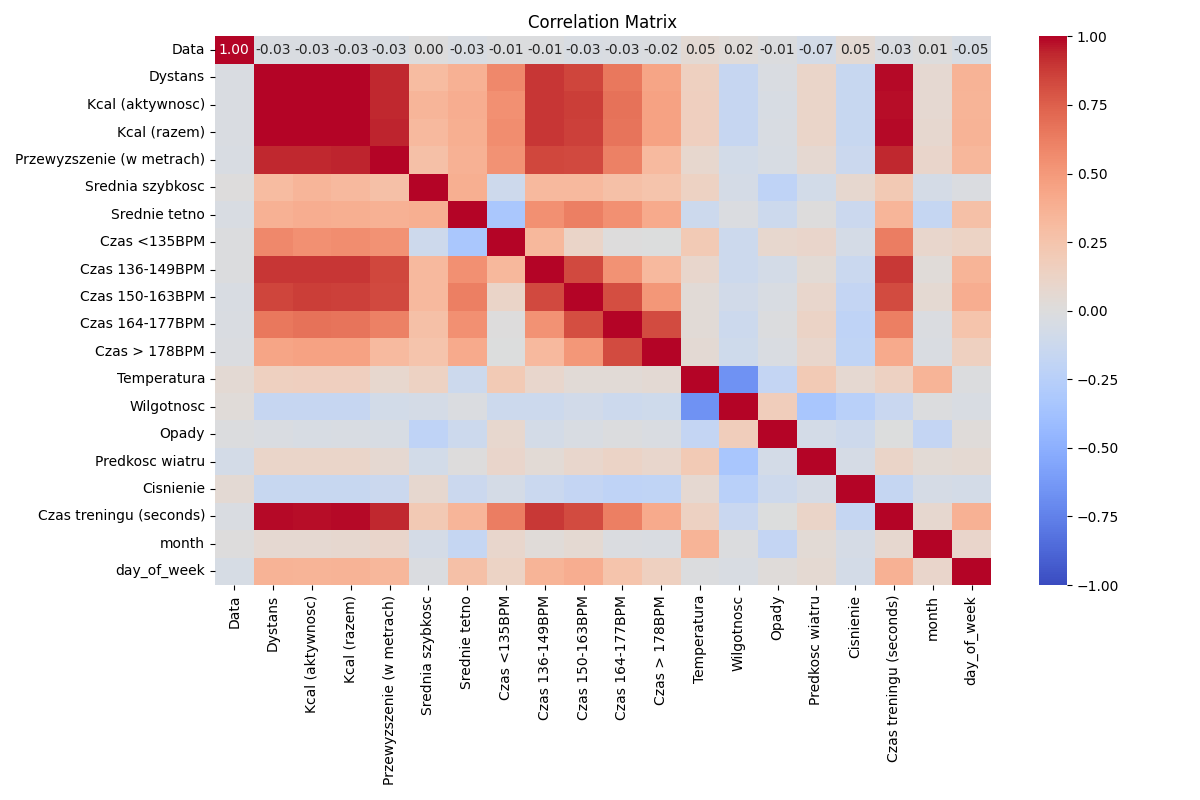 Correlation Matrix
Data 1.00 -0.03 -0.03 -0.03 -0.03 0.00 -0.03 -0.01 -0.01 -0.03 -0.03 -0.02 0.05 0.02 -0.01 -0.07 0.05 -0.03 0.01 -0.05
Dystans
Kcal (aktywnosc)
Kcal (razem)
Przewyzszenie (w metrach)
Srednia szybkosc
Srednie tetno
Czas <135BPM
Czas 136-149BPM
Czas 150-163BPM
Czas 164-177BPM
Czas > 178BPM
Temperatura
Wilgotnosc
Opady
Predkosc wiatru
Cisnienie
Czas treningu (seconds)
month
day_of_week
Data
Dystans
Kcal (aktywnosc)
Kcal (razem)
Przewyzszenie (w metrach)
Srednia szybkosc
Srednie tetno
Czas <135BPM
Czas 136-149BPM
Czas 150-163BPM
Czas 164-177BPM
Czas > 178BPM
Temperatura
Wilgotnosc
Opady
Predkosc wiatru
Cisnienie
Czas treningu (seconds)
month
day_of_week
1.00
0.75
0.50
0.25
0.00
−0.25
−0.50
−0.75
−1.00